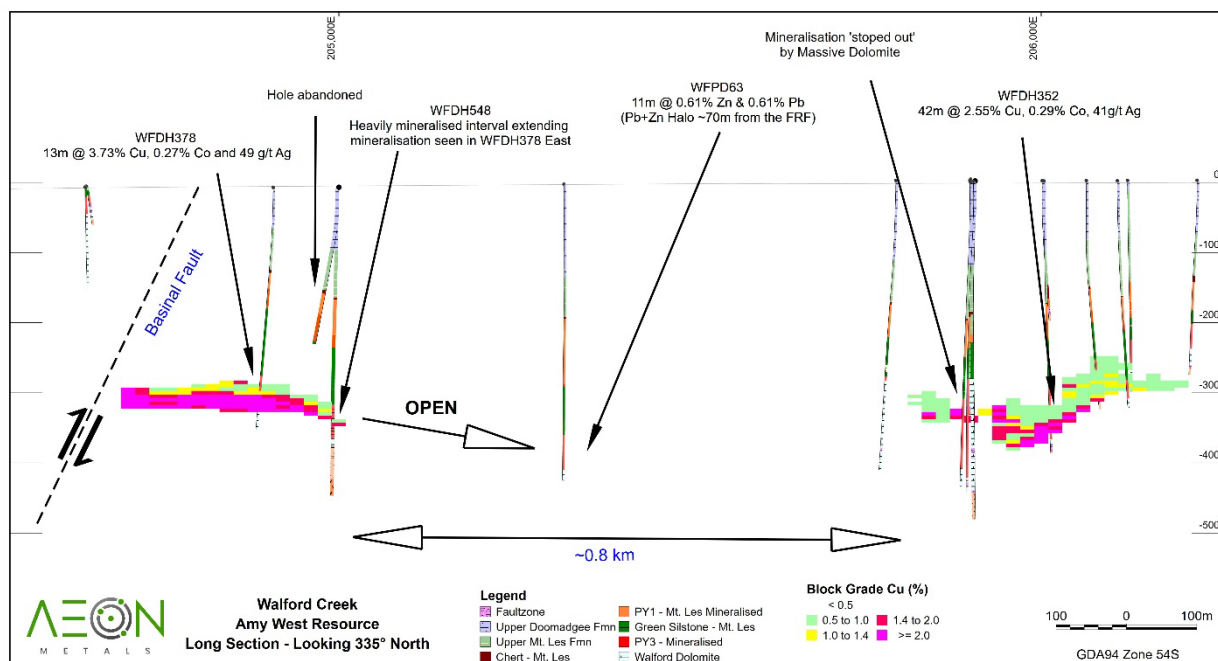 205,000E
206,000E
Mineralisation 'stoped out'
by Massive Dolomite
Hole abandoned
WFDH548
Heavily mineralised interval extending
mineralisation seen in WFDH378 East
WFPD63
11m @ 0.61% Zn & 0.61% Pb
(Pb+Zn Halo ~70m from the FRF)
WFDH352
42m @ 2.55% Cu, 0.29% Co, 41g/t Ag
WFDH378
13m @ 3.73% Cu, 0.27% Co and 49 g/t Ag
0
-100
-200
-300
-400
-500
Basinal Fault
OPEN
~0.8 km
AEON
METALS
Walford Creek
Amy West Resource
Long Section - Looking 335° North
Legend
Faultzone
Upper Doomadgee Fmn
Upper Mt. Les Fmn
Chert - Mt. Les
PY1 - Mt. Les Mineralised
Green Silstone - Mt. Les
PY3 - Mineralised
Walford Dolomite
Block Grade Cu (%)
< 0.5
0.5 to 1.0
1.0 to 1.4
1.4 to 2.0
>= 2.0
100 0 100m
GDA94 Zone 54S